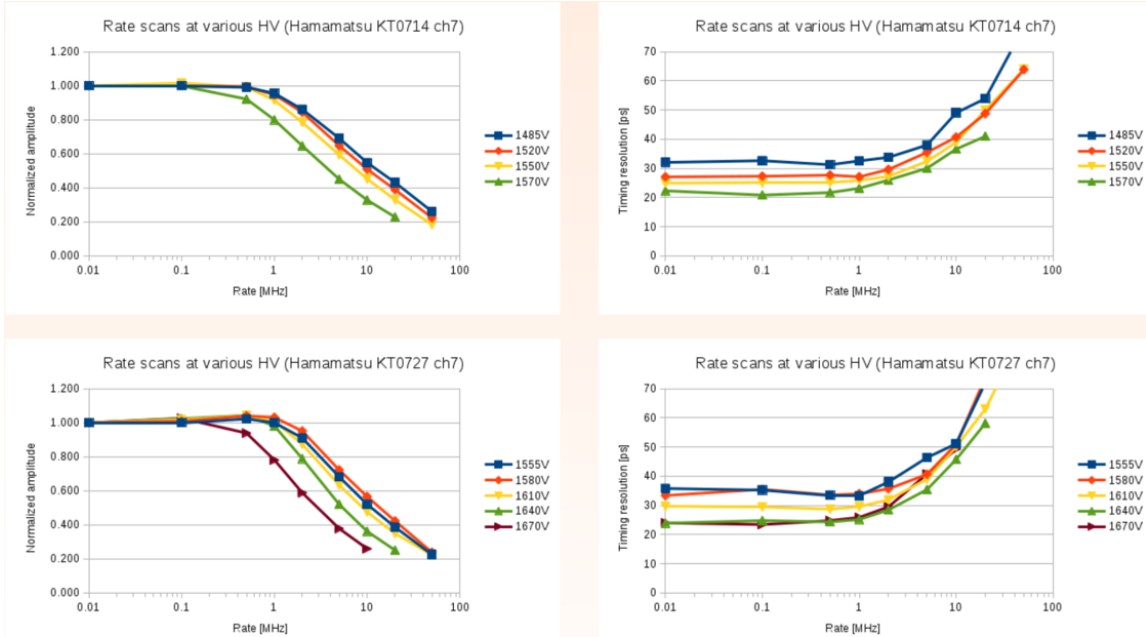 Rate scans at various HV (Hamamatsu KT0714 ch7)
Normalized amplitude
1.200
1.000
0.800
0.600
0.400
0.200
0.000
0.01 0.1 1 10 100
Rate [MHz]
1485V
1520V
1550V
1570V
Rate scans at various HV (Hamamatsu KT0714 ch7)
Timing resolution [ps]
70
60
50
40
30
20
10
0
0.01 0.1 1 10 100
Rate [MHz]
1485V
1520V
1550V
1570V
Rate scans at various HV (Hamamatsu KT0727 ch7)
Normalized amplitude
1.200
1.000
0.800
0.600
0.400
0.200
0.000
0.01 0.1 1 10 100
Rate [MHz]
1555V
1580V
1610V
1640V
1670V
Rate scans at various HV (Hamamatsu KT0727 ch7)
Timing resolution [ps]
70
60
50
40
30
20
10
0
0.01 0.1 1 10 100
Rate [MHz]
1555V
1580V
1610V
1640V
1670V